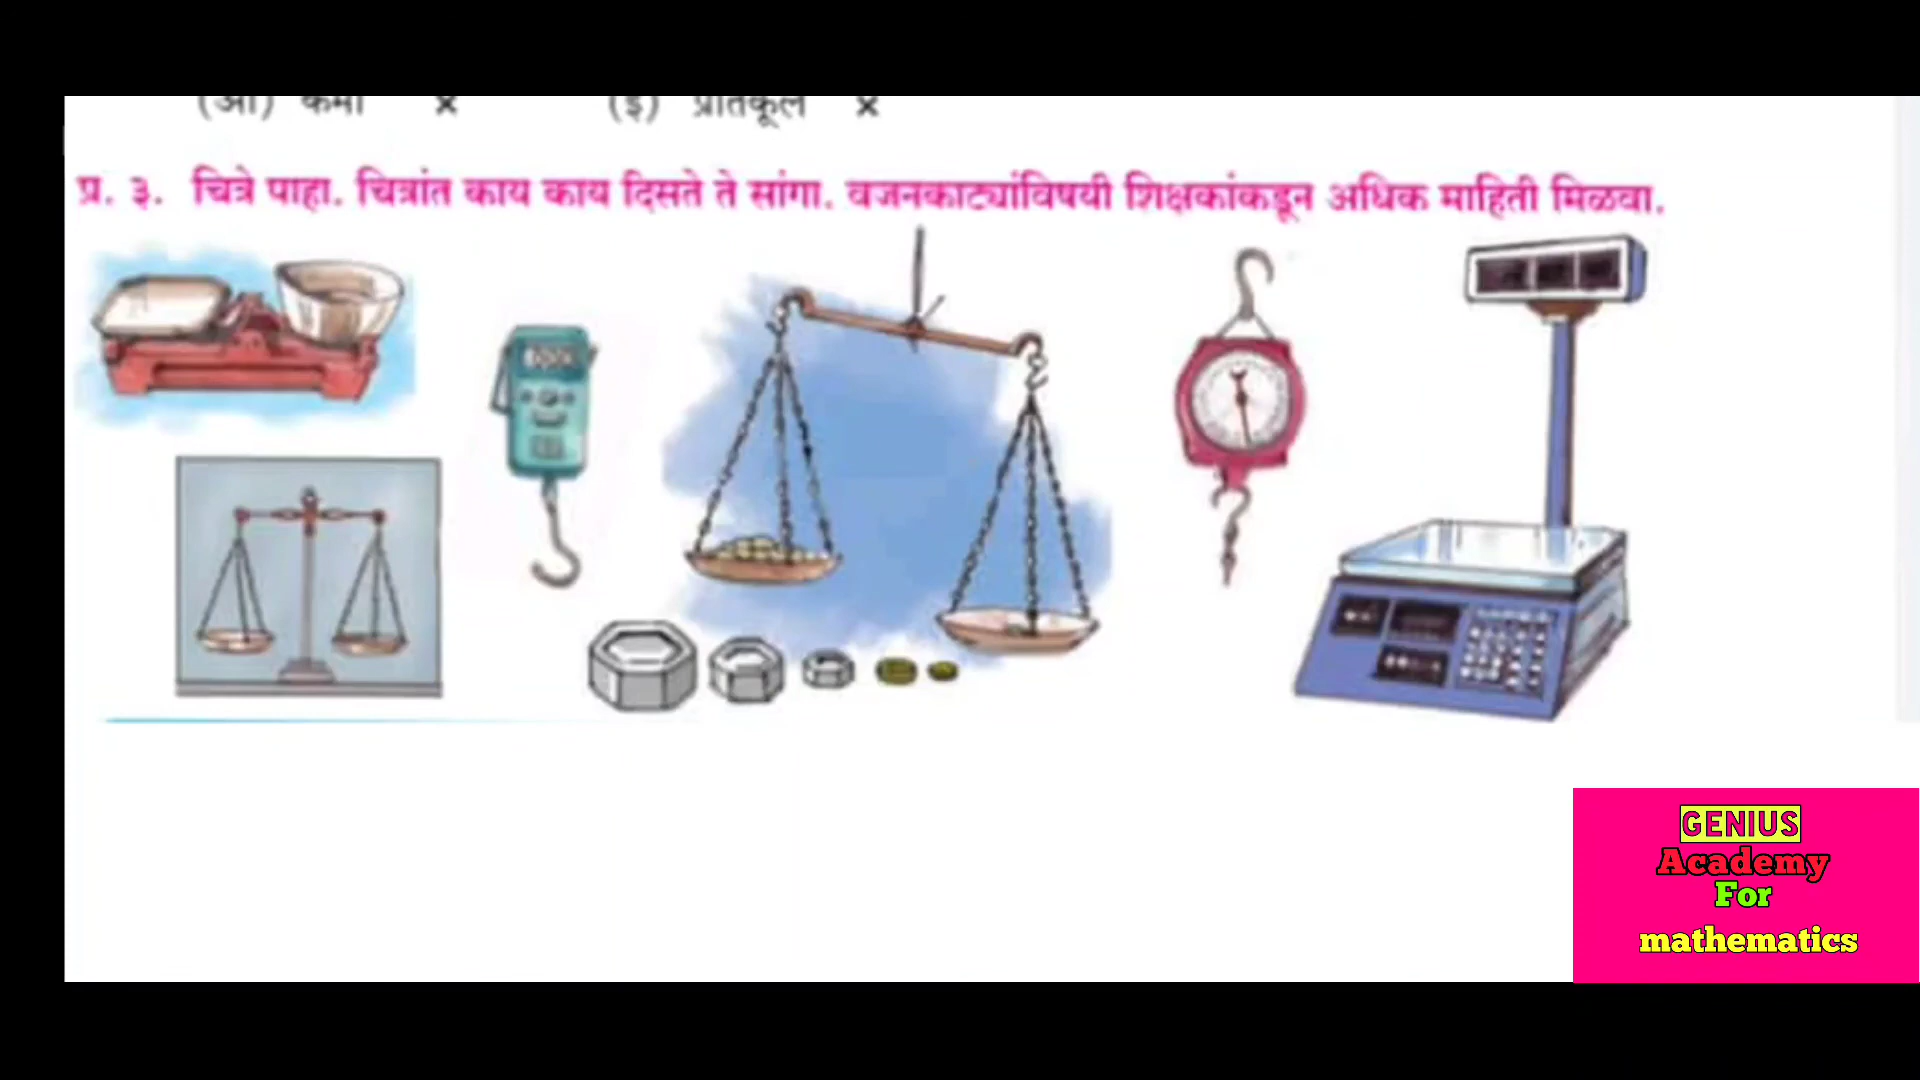 (आ) कमी × (इ) प्रतिकूल ×
प्र. ३. चित्रे पाहा. चित्रांत काय काय दिसते ते सांगा. वजनकाट्यांविषयी शिक्षकांकडून अधिक माहिती मिळवा.
GENIUS
Academy
For
mathematics